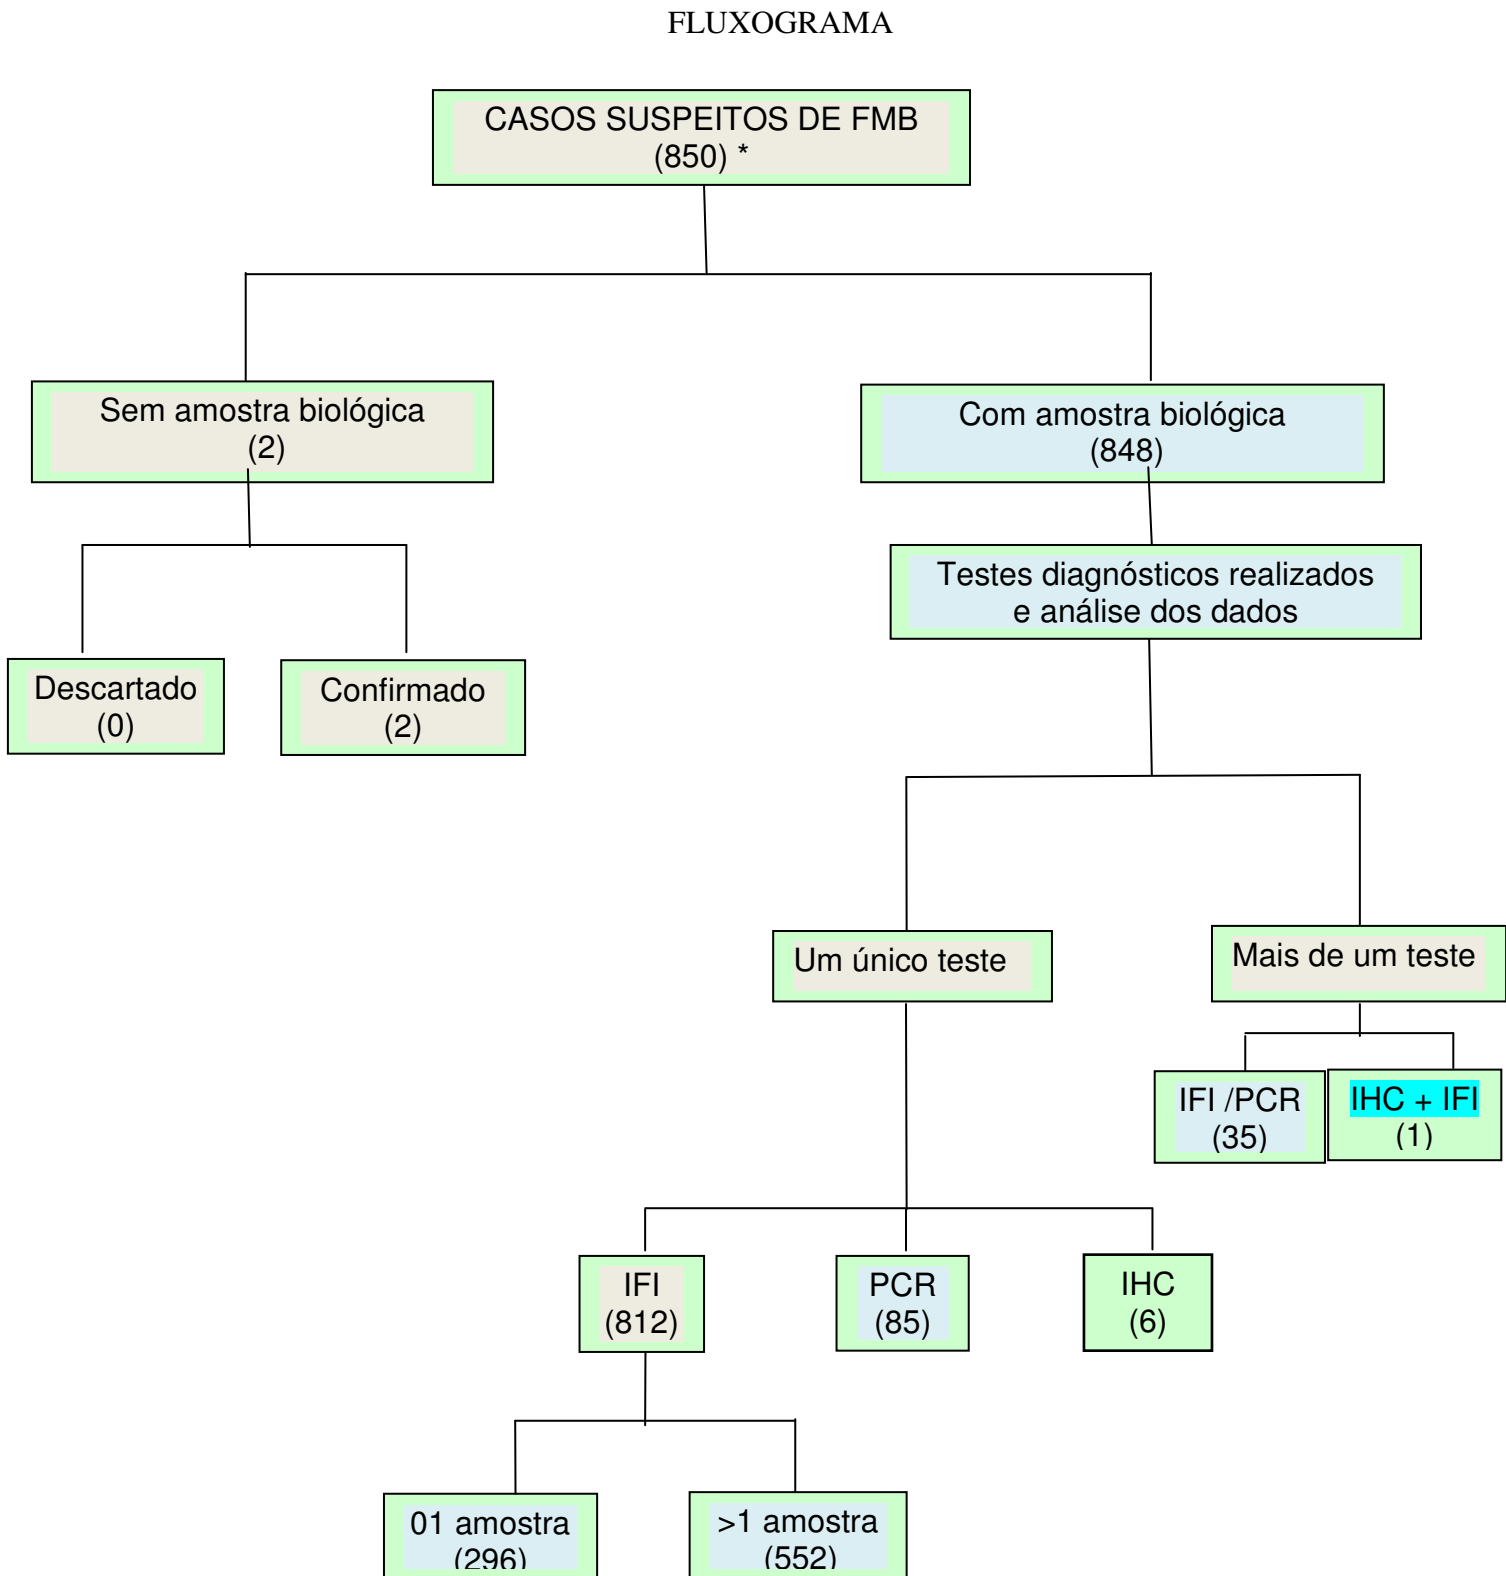 FLUXOGRAMA
CASOS SUSPEITOS DE FMB
(850) *
Sem amostra biológica
(2)
Com amostra biológica
(848)
Testes diagnósticos realizados
e análise dos dados
Descartado
(0)
Confirmado
(2)
Um único teste
Mais de um teste
IFI /PCR
(35)
IHC + IFI
(1)
IFI
(812)
PCR
(85)
IHC
(6)
01 amostra
(296)
>1 amostra
(552)